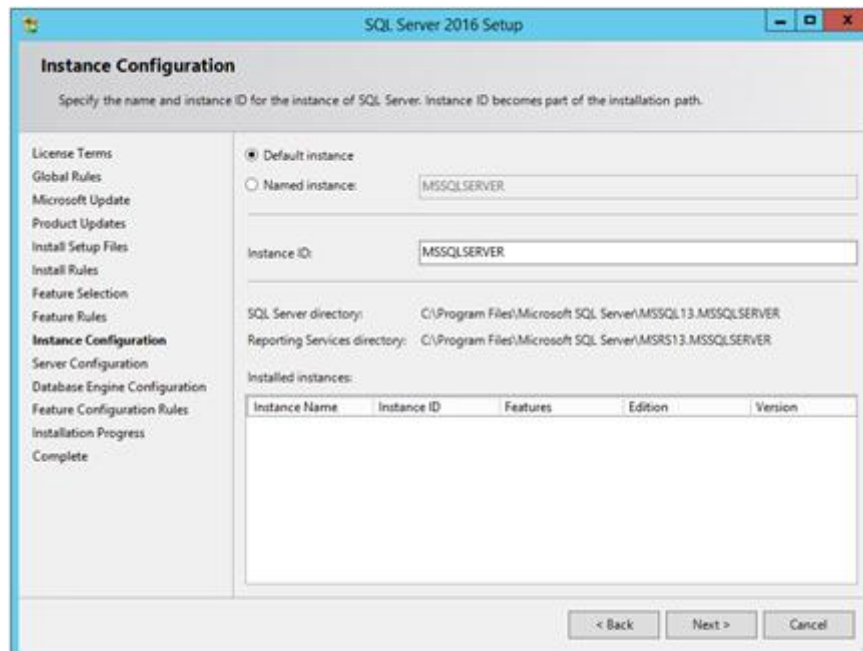 SQL Server 2016 Setup
Instance Configuration
Specify the name and instance ID for the instance of SQL Server. Instance ID becomes part of the installation path.
License Terms
Global Rules
Microsoft Update
Product Updates
Install Setup Files
Install Rules
Feature Selection
Feature Rules
Instance Configuration
Server Configuration
Database Engine Configuration
Feature Configuration Rules
Installation Progress
Complete
Default instance
Named instance: MSSQLSERVER
Instance ID: MSSQLSERVER
SQL Server directory: C:\Program Files\Microsoft SQL Server\MSSQL13.MSSQLSERVER
Reporting Services directory: C:\Program Files\Microsoft SQL Server\MSRS13.MSSQLSERVER
Installed instances:
Instance Name Instance ID Features Edition Version
< Back Next > Cancel